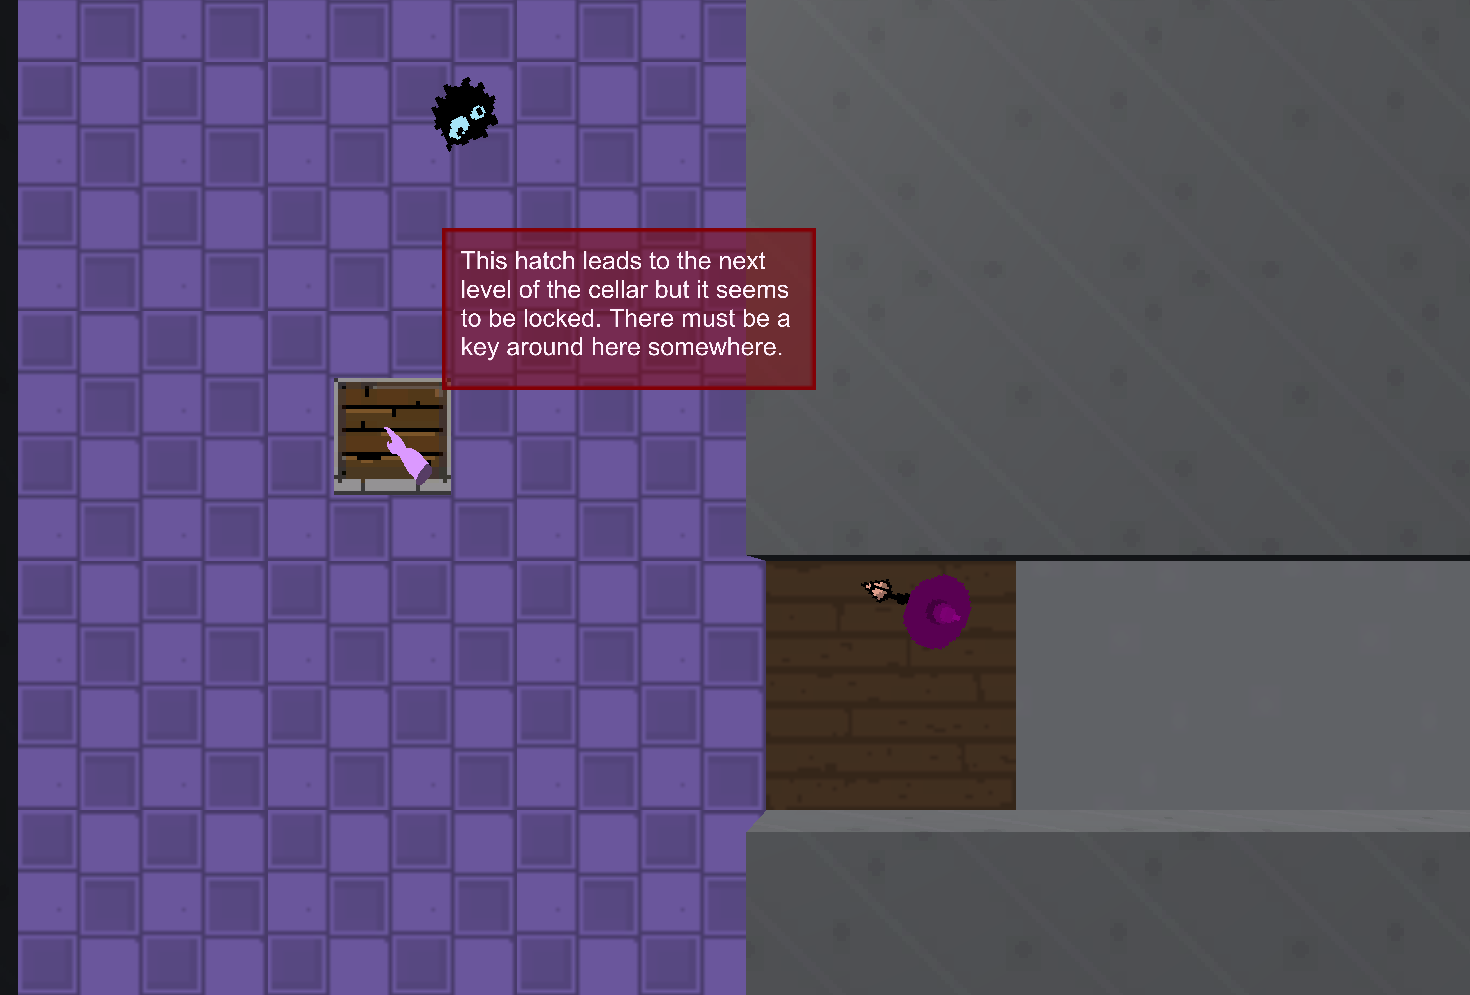 This hatch leads to the next
level of the cellar but it seems
to be locked. There must be a
key around here somewhere.